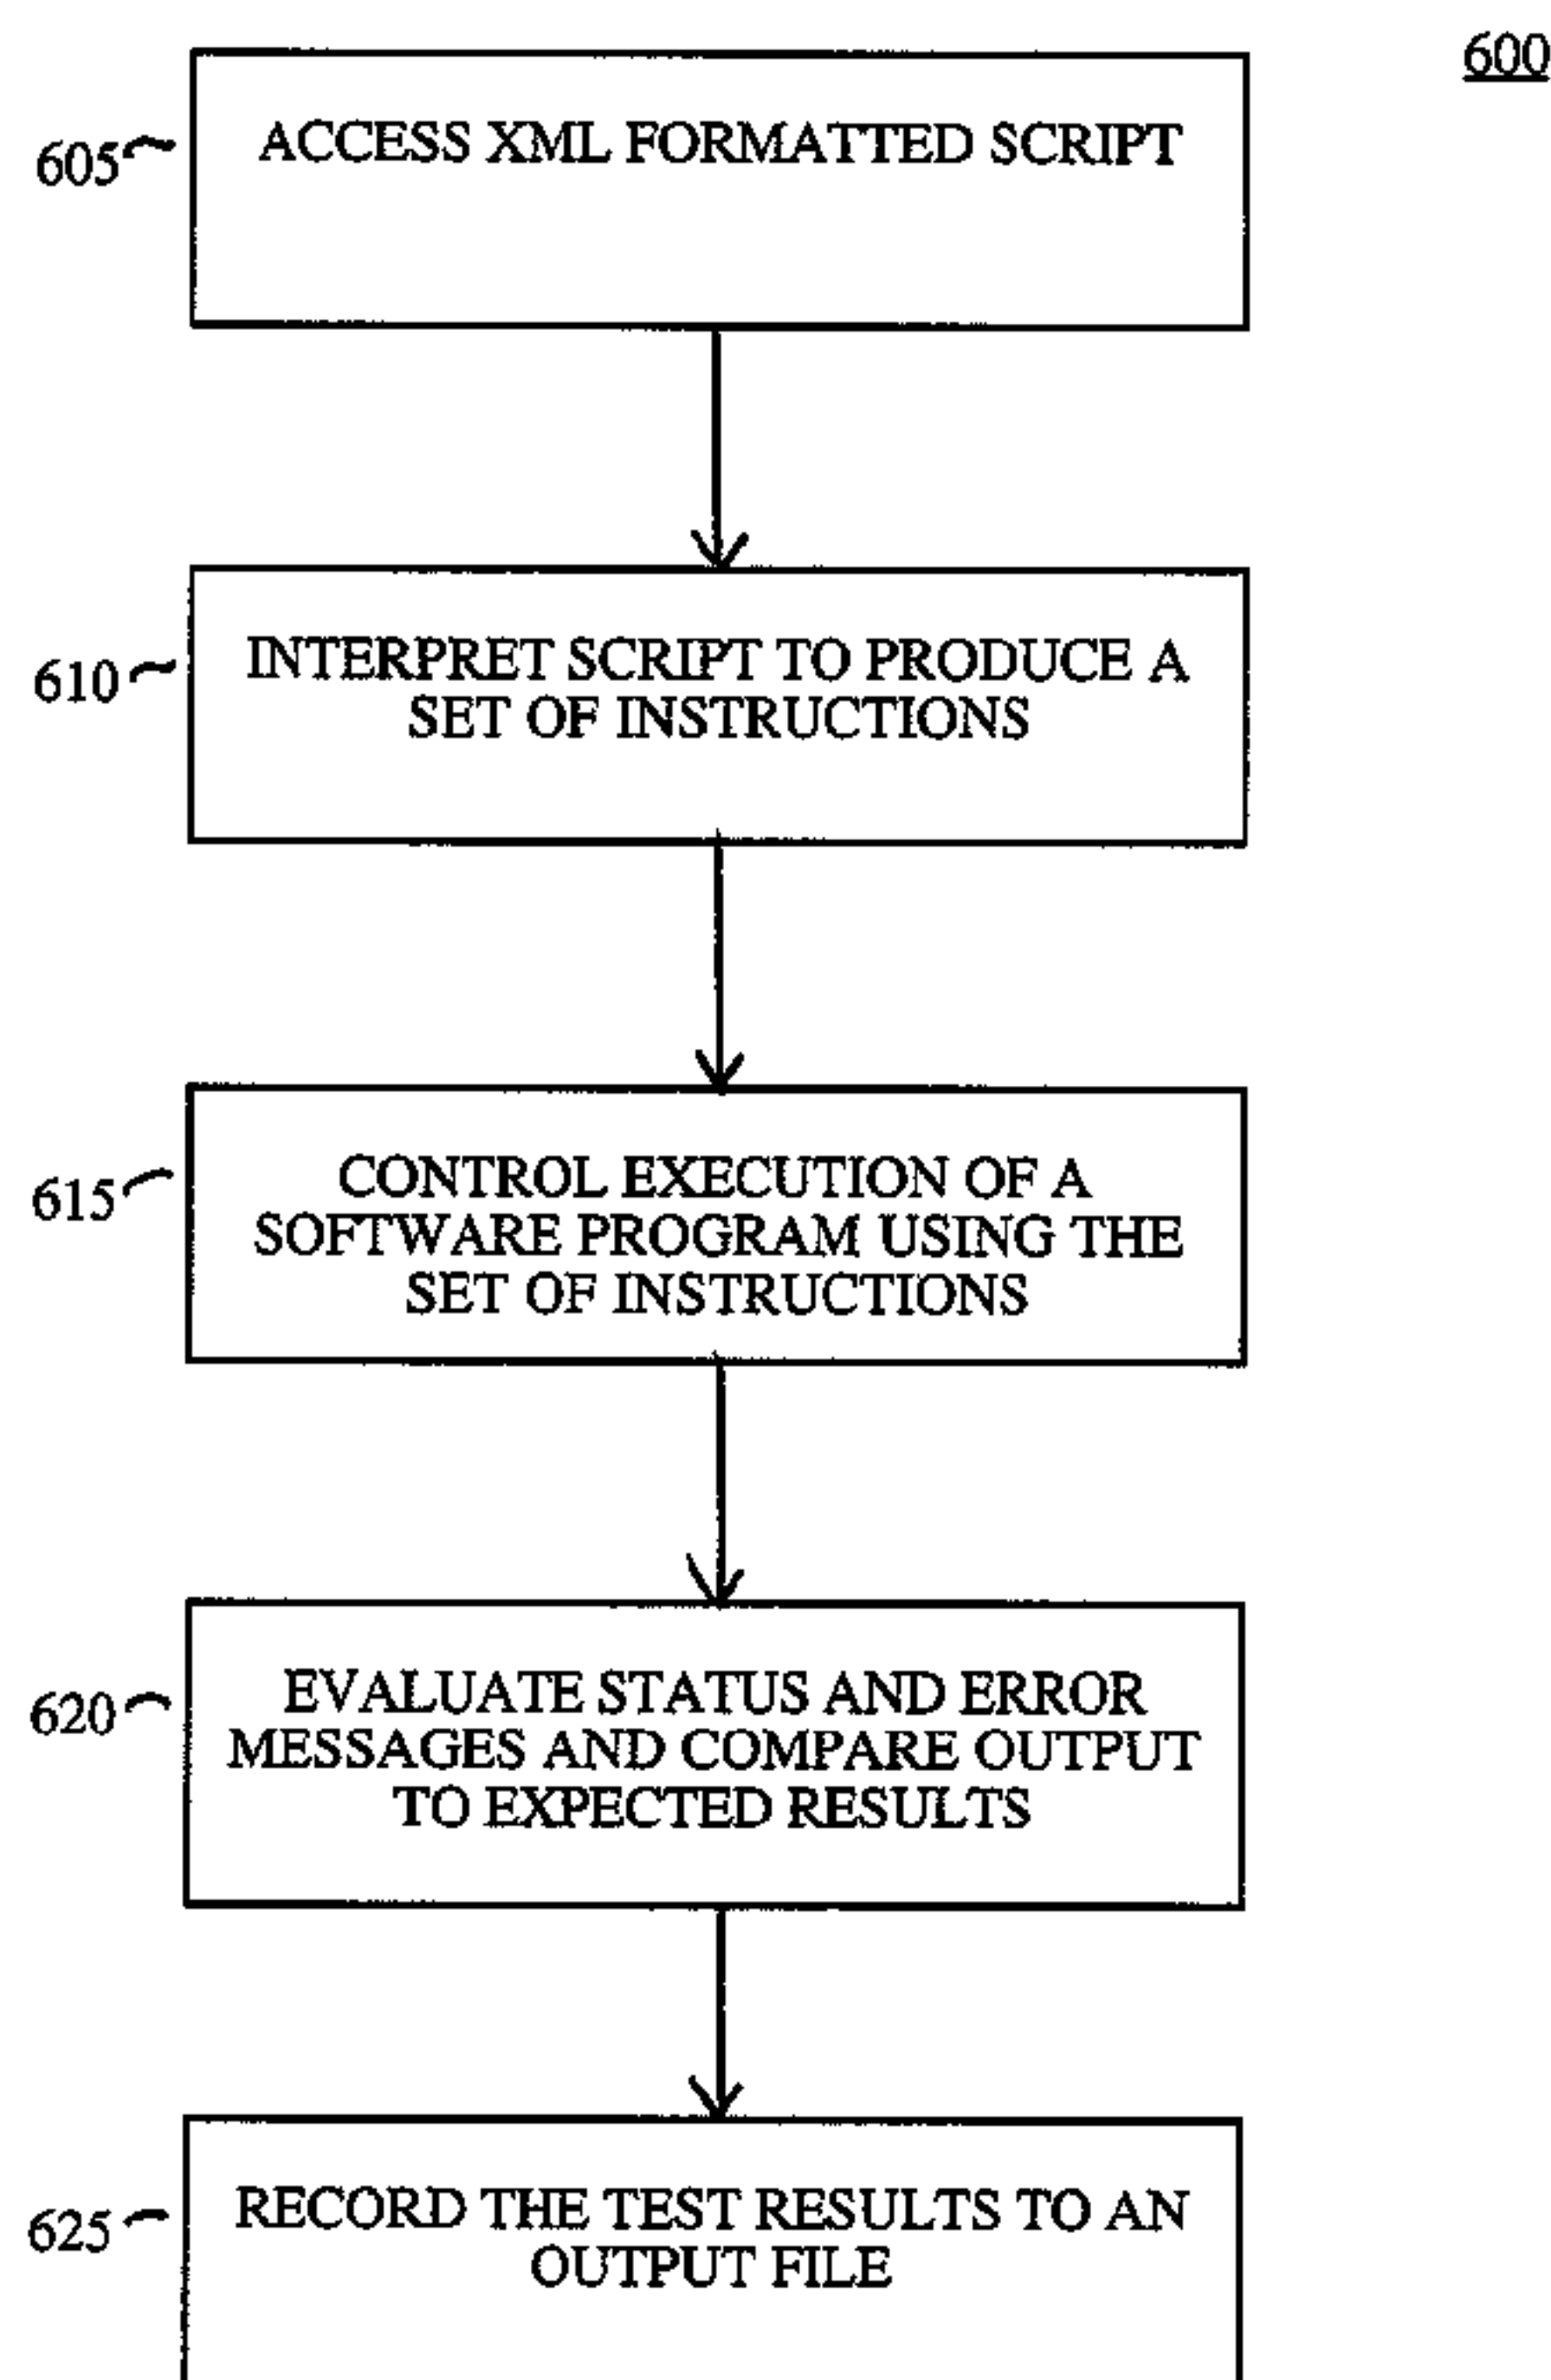 600
605
ACCESS XML FORMATTED SCRIPT
610
INTERPRET SCRIPT TO PRODUCE A
SET OF INSTRUCTIONS
615
CONTROL EXECUTION OF A
SOFTWARE PROGRAM USING THE
SET OF INSTRUCTIONS
620
EVALUATE STATUS AND ERROR
MESSAGES AND COMPARE OUTPUT
TO EXPECTED RESULTS
625
RECORD THE TEST RESULTS TO AN
OUTPUT FILE